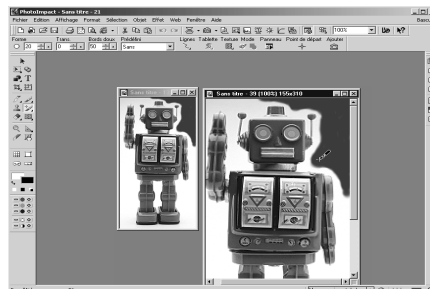 PhotoImpact - Sans titre - 21
Fichier Edition Affichage Format Sélection Objet Effet Web Fenêtre Aide
100%
Forme Trans. Bords doux Prédéfini Lignes Tablette Texture Mode Panneau Point de départ Ajouter
20 0 50 Sans
Sans titre
Sans titre - 39 (100%) 155x310